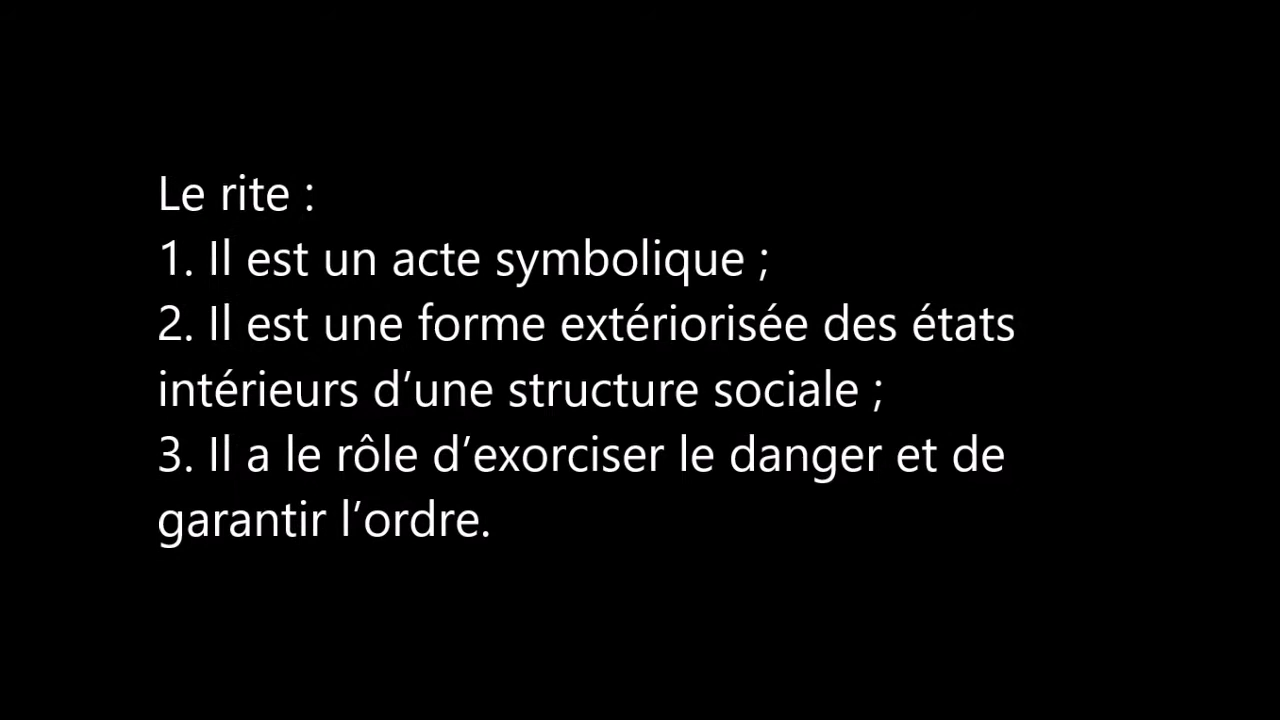 Le rite :
1. Il est un acte symbolique ;
2. Il est une forme extériorisée des états
intérieurs d’une structure sociale ;
3. Il a le rôle d’exorciser le danger et de
garantir l’ordre.